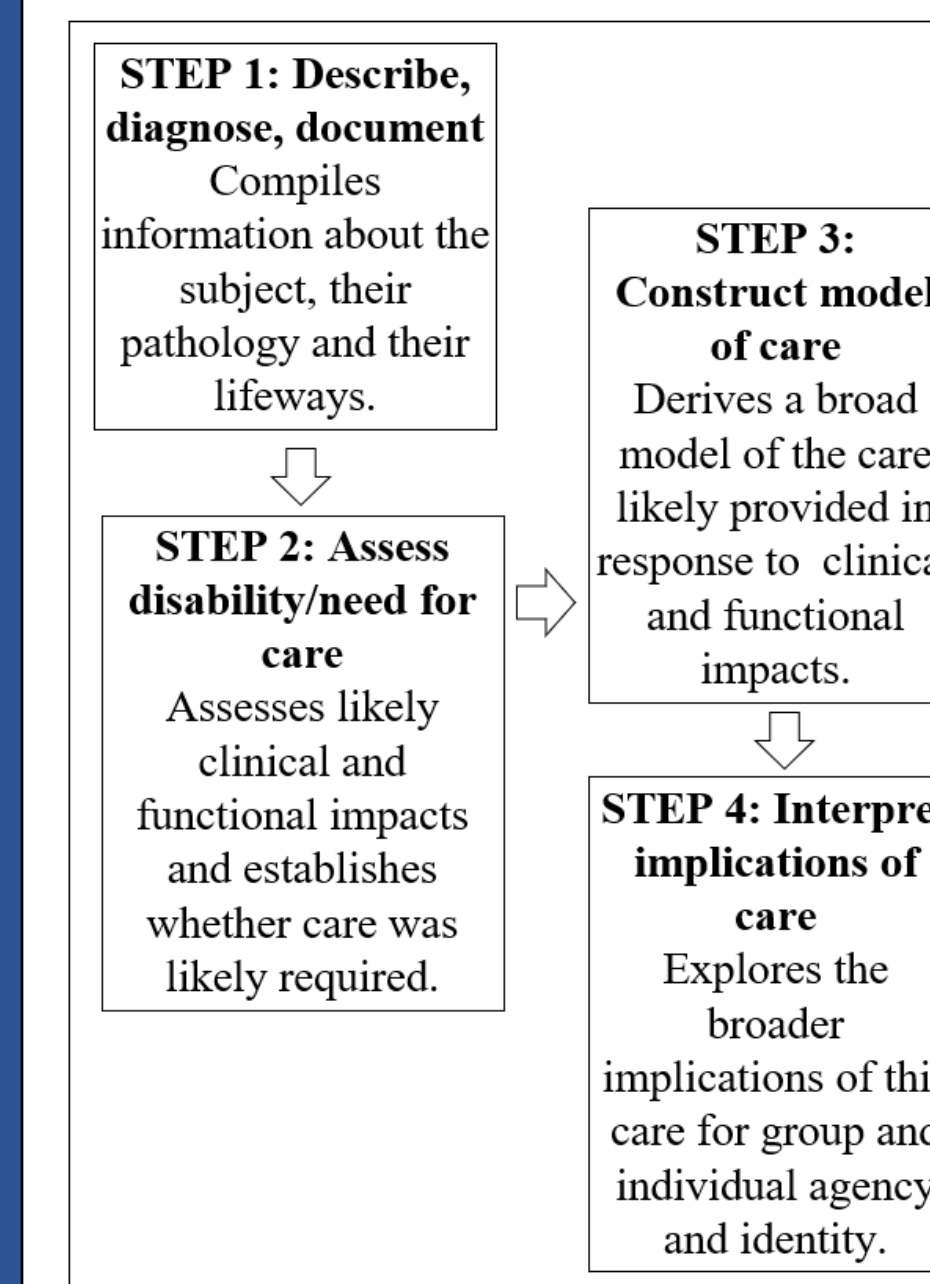 STEP 1: Describe,
diagnose, document
Compiles
information about the
subject, their
pathology and their
lifeways.
STEP 2: Assess
disability/need for
care
Assesses likely
clinical and
functional impacts
and establishes
whether care was
likely required.
STEP 3:
Construct model
of care
Derives a broad
model of the care
likely provided in
response to clinica
and functional
impacts.
STEP 4: Interpre
implications of
care
Explores the
broader
implications of thi
care for group and
individual agency
and identity.